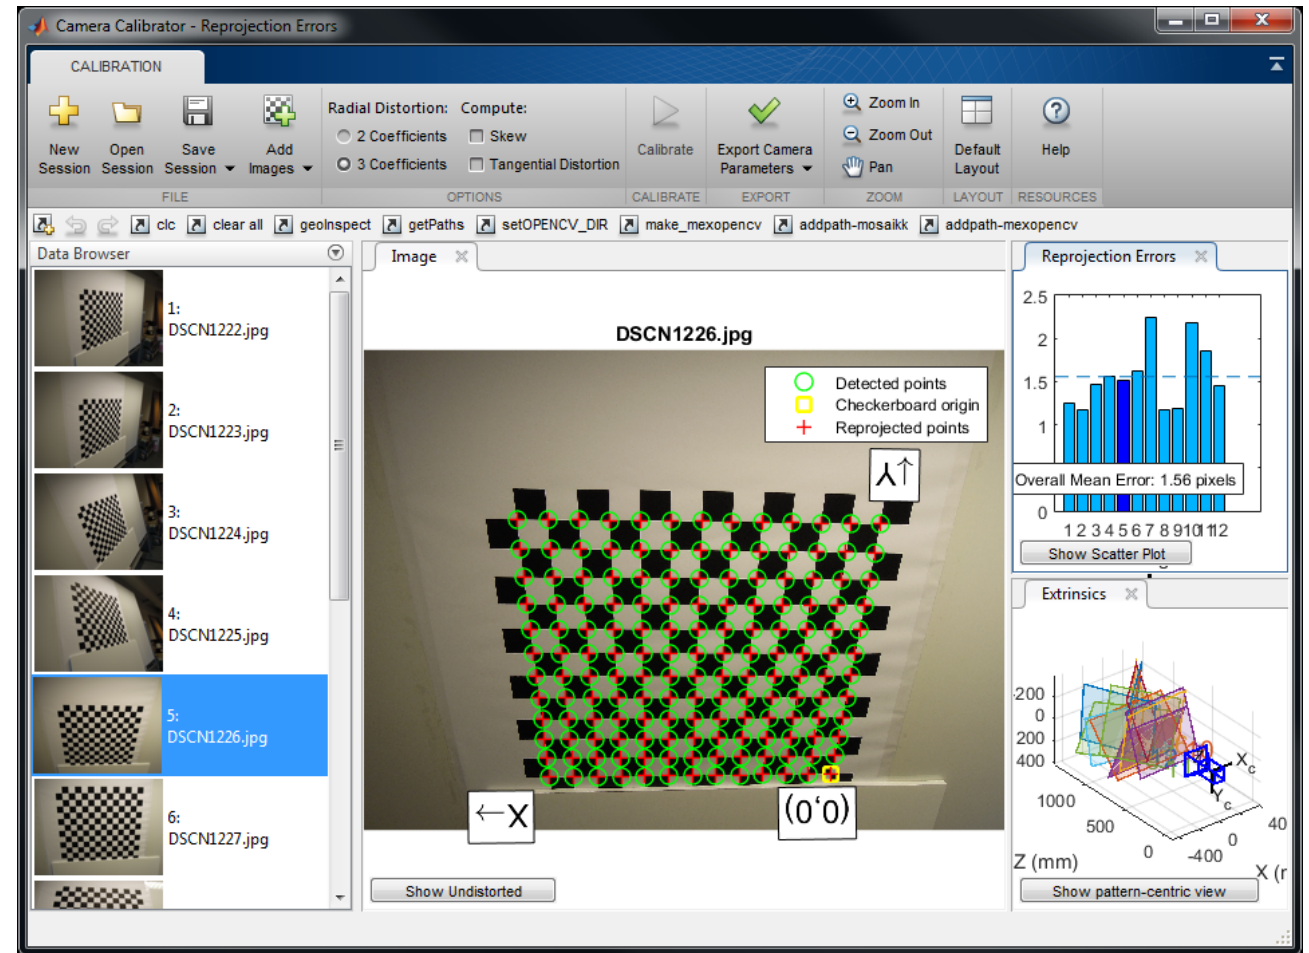 Camera Calibrator - Reprojection Errors
CALIBRATION
New Session
Open Session
Save Session
Add Images
FILE
Radial Distortion:
2 Coefficients
3 Coefficients
Compute:
Skew
Tangential Distortion
OPTIONS
Calibrate
CALIBRATE
Export Camera Parameters
EXPORT
Zoom In
Zoom Out
Pan
ZOOM
Default Layout
LAYOUT
Help
RESOURCES
clc clear all geoInspect getPaths setOPENCV_DIR make_mexopencv addpath-mosaikk addpath-mexopencv
Data Browser
1:
DSCN1222.jpg
2:
DSCN1223.jpg
3:
DSCN1224.jpg
4:
DSCN1225.jpg
5:
DSCN1226.jpg
6:
DSCN1227.jpg
Image
DSCN1226.jpg
Detected points
Checkerboard origin
Reprojected points
Y↑
←X
(0,0)
Show Undistorted
Reprojection Errors
2.5
2
1.5
1
Overall Mean Error: 1.56 pixels
0
1 2 3 4 5 6 7 8 9 10 11 12
Show Scatter Plot
Extrinsics
-200
0
200
400
1000
500
0
Z (mm)
-400
0
40
X (r
Xc
Yc
Show pattern-centric view